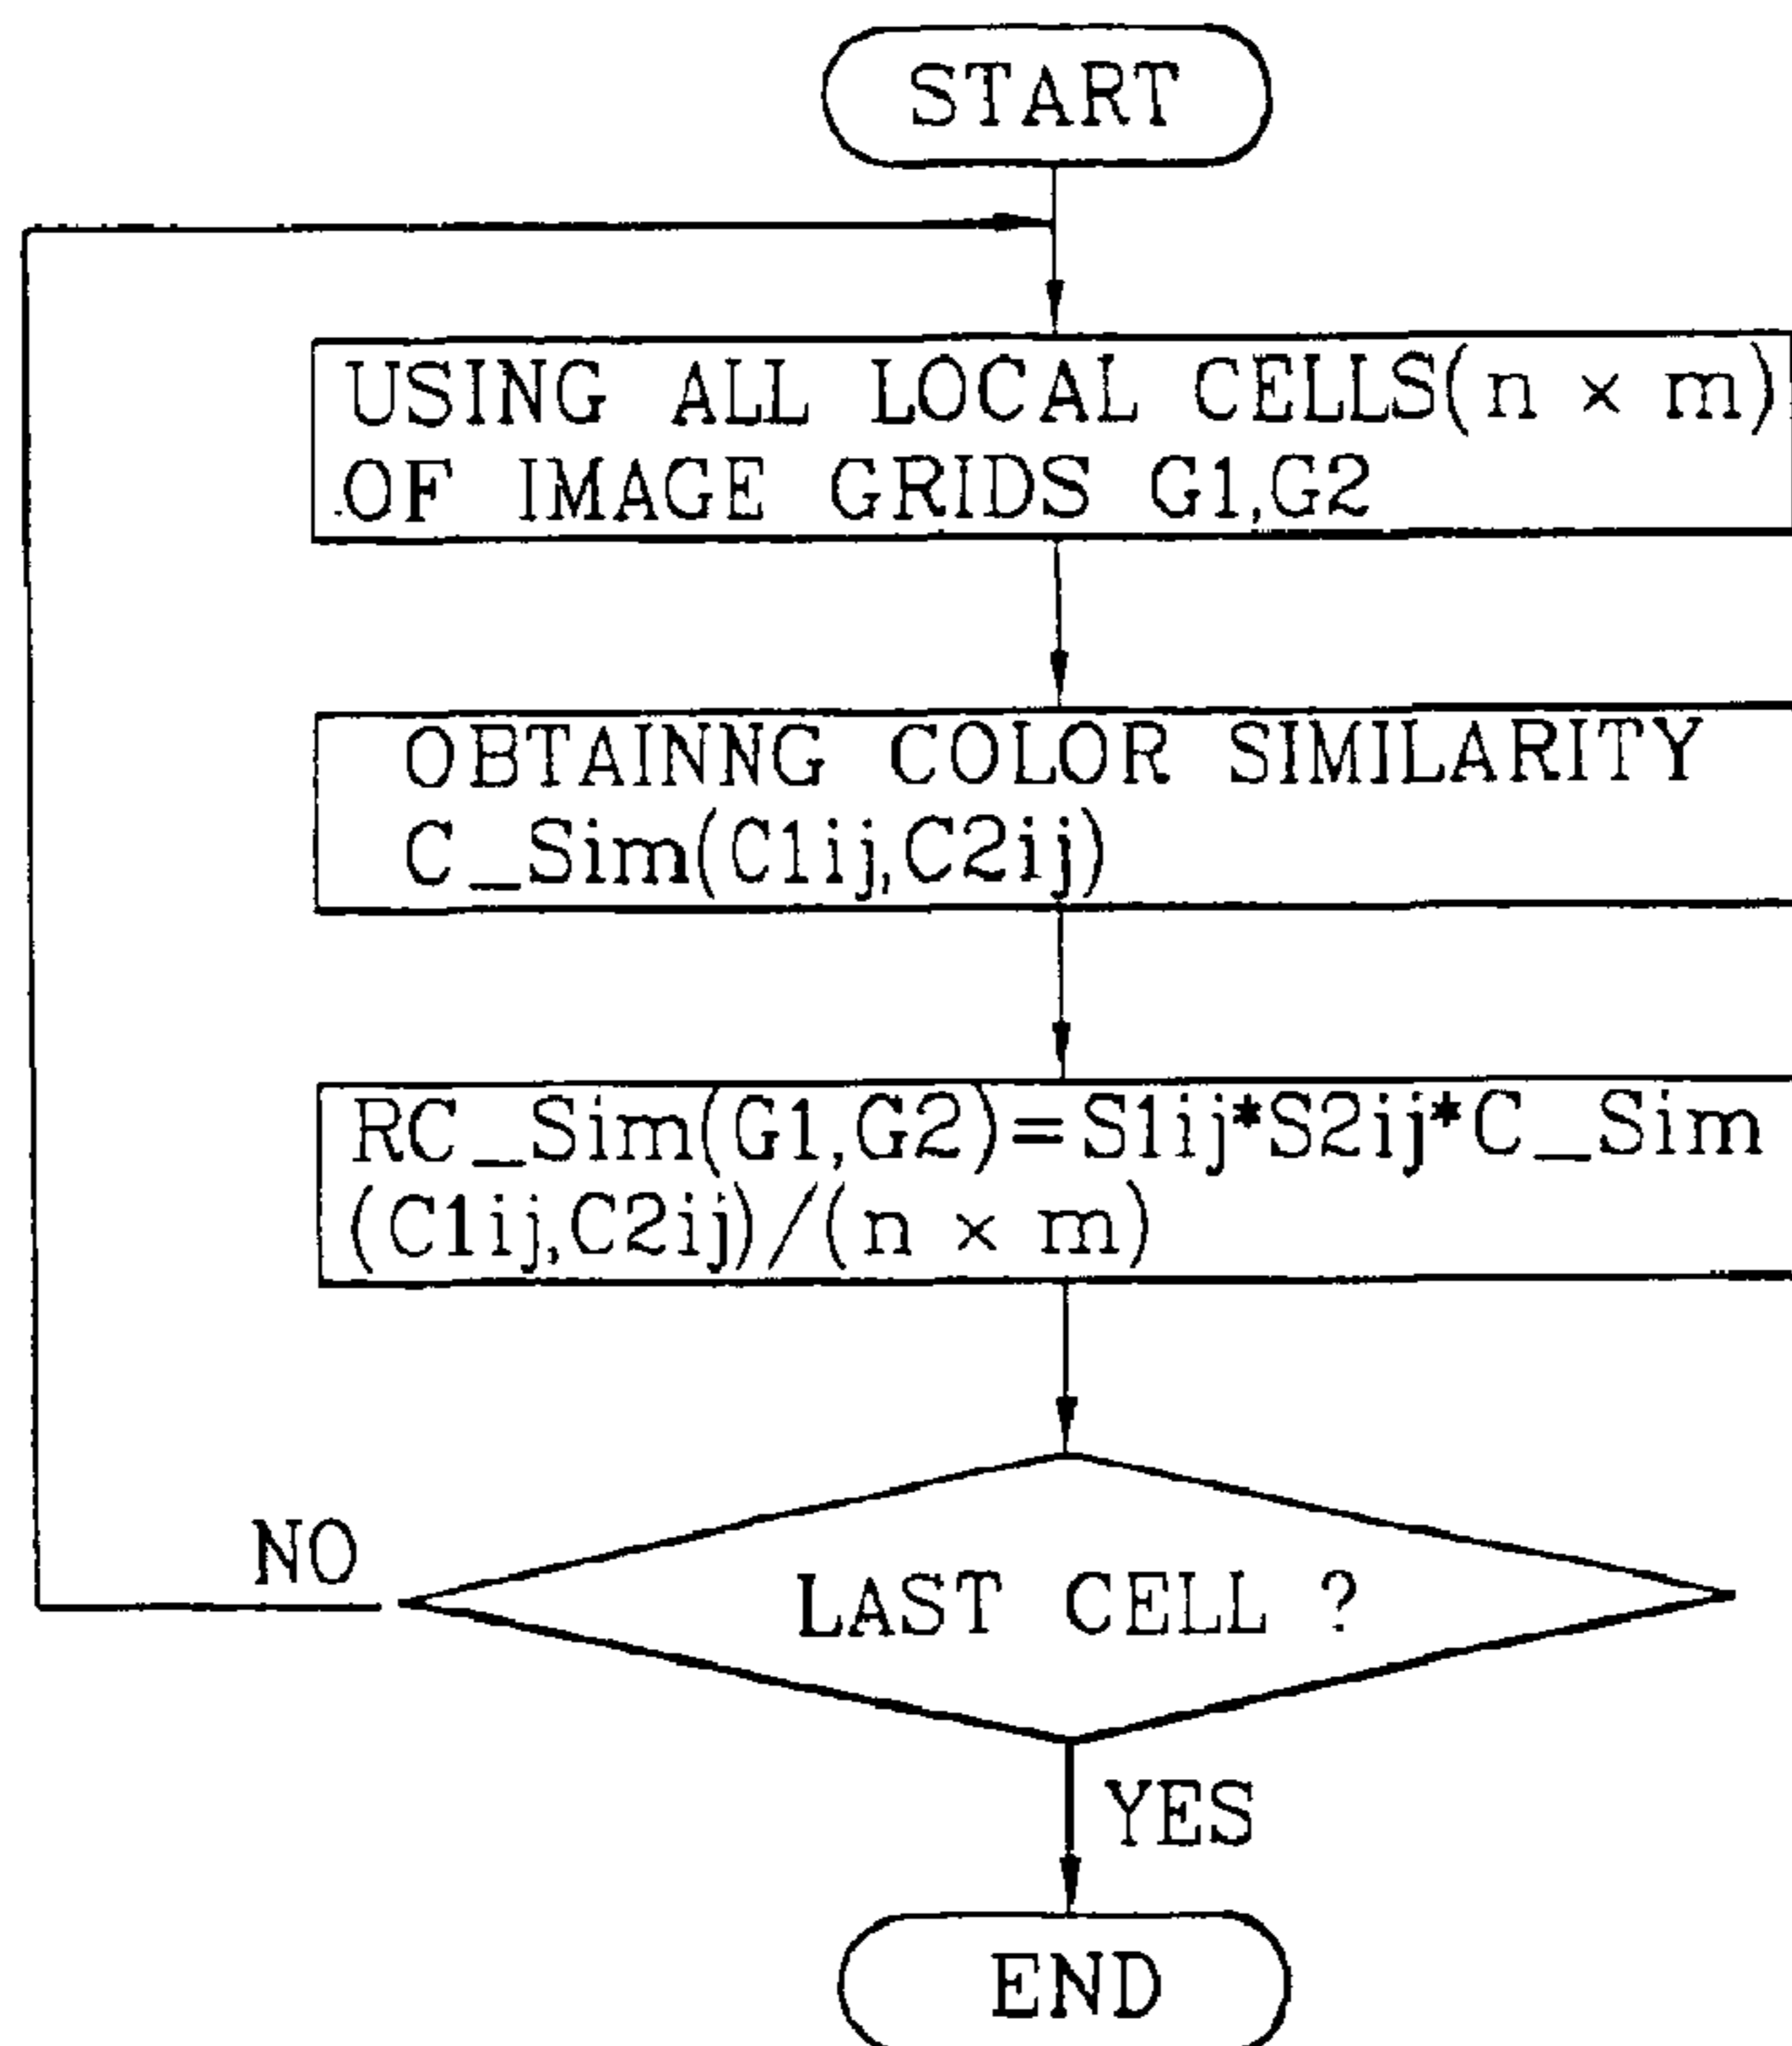 START
USING ALL LOCAL CELLS(n × m)
OF IMAGE GRIDS G1,G2
OBTAINNG COLOR SIMILARITY
C_Sim(C1ij,C2ij)
RC_Sim(G1,G2)=S1ij*S2ij*C_Sim
(C1ij,C2ij)/(n × m)
NO
LAST CELL ?
YES
END